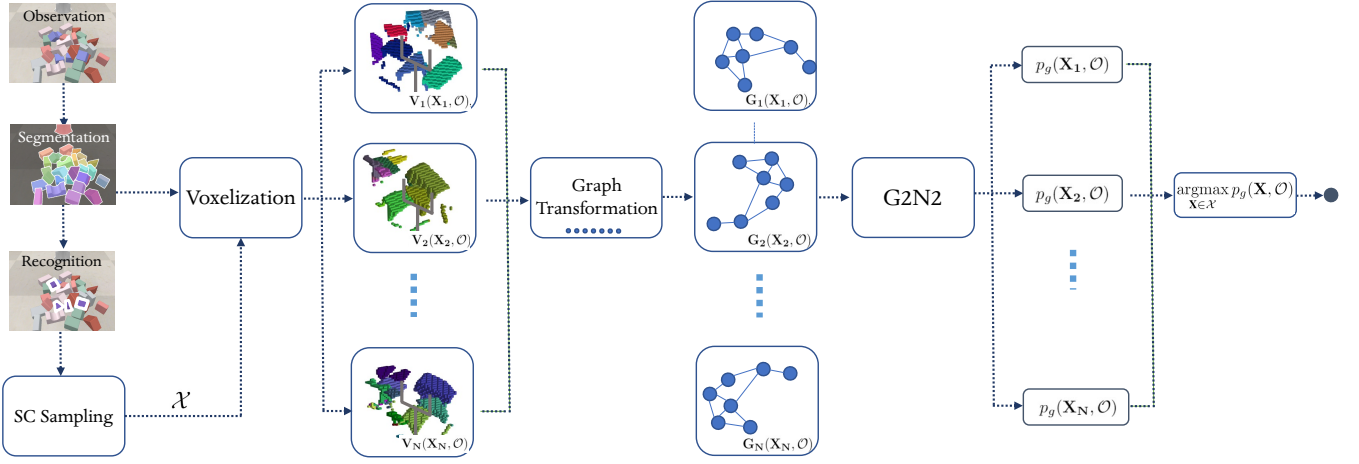 Observation
Segmentation
Recognition
SC Sampling
𝒳
Voxelization
V₁(X₁, 𝒪),
V₂(X₂, 𝒪)
V_N(X_N, 𝒪)
Graph
Transformation
G₁(X₁, 𝒪),
G₂(X₂, 𝒪)
G_N(X_N, 𝒪)
G2N2
p_g(X₁, 𝒪)
p_g(X₂, 𝒪)
p_g(X_N, 𝒪)
argmax p_g(X, 𝒪)
X∈𝒳